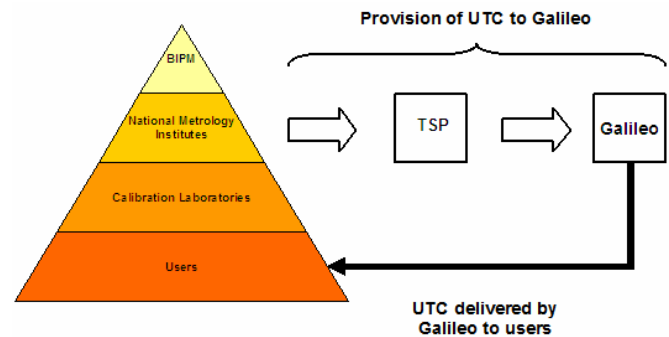 Provision of UTC to Galileo
BIPM
National Metrology
Institutes
TSP
Galileo
Calibration Laboratories
Users
UTC delivered by
Galileo to users